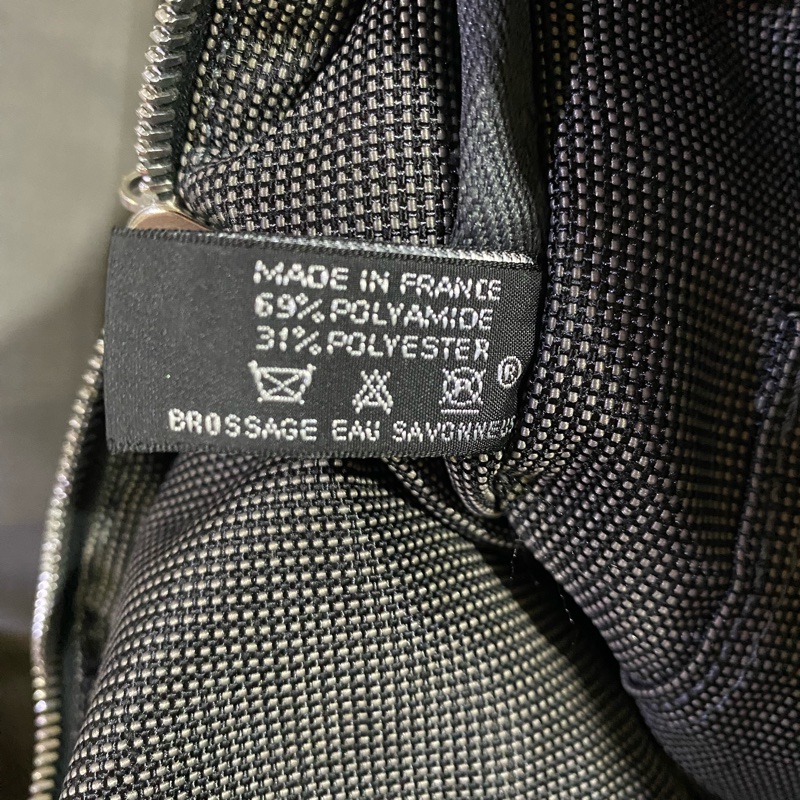 MADE IN FRANCE
69% POLYAMIDE
31% POLYESTER
®
BROSSAGE EAU